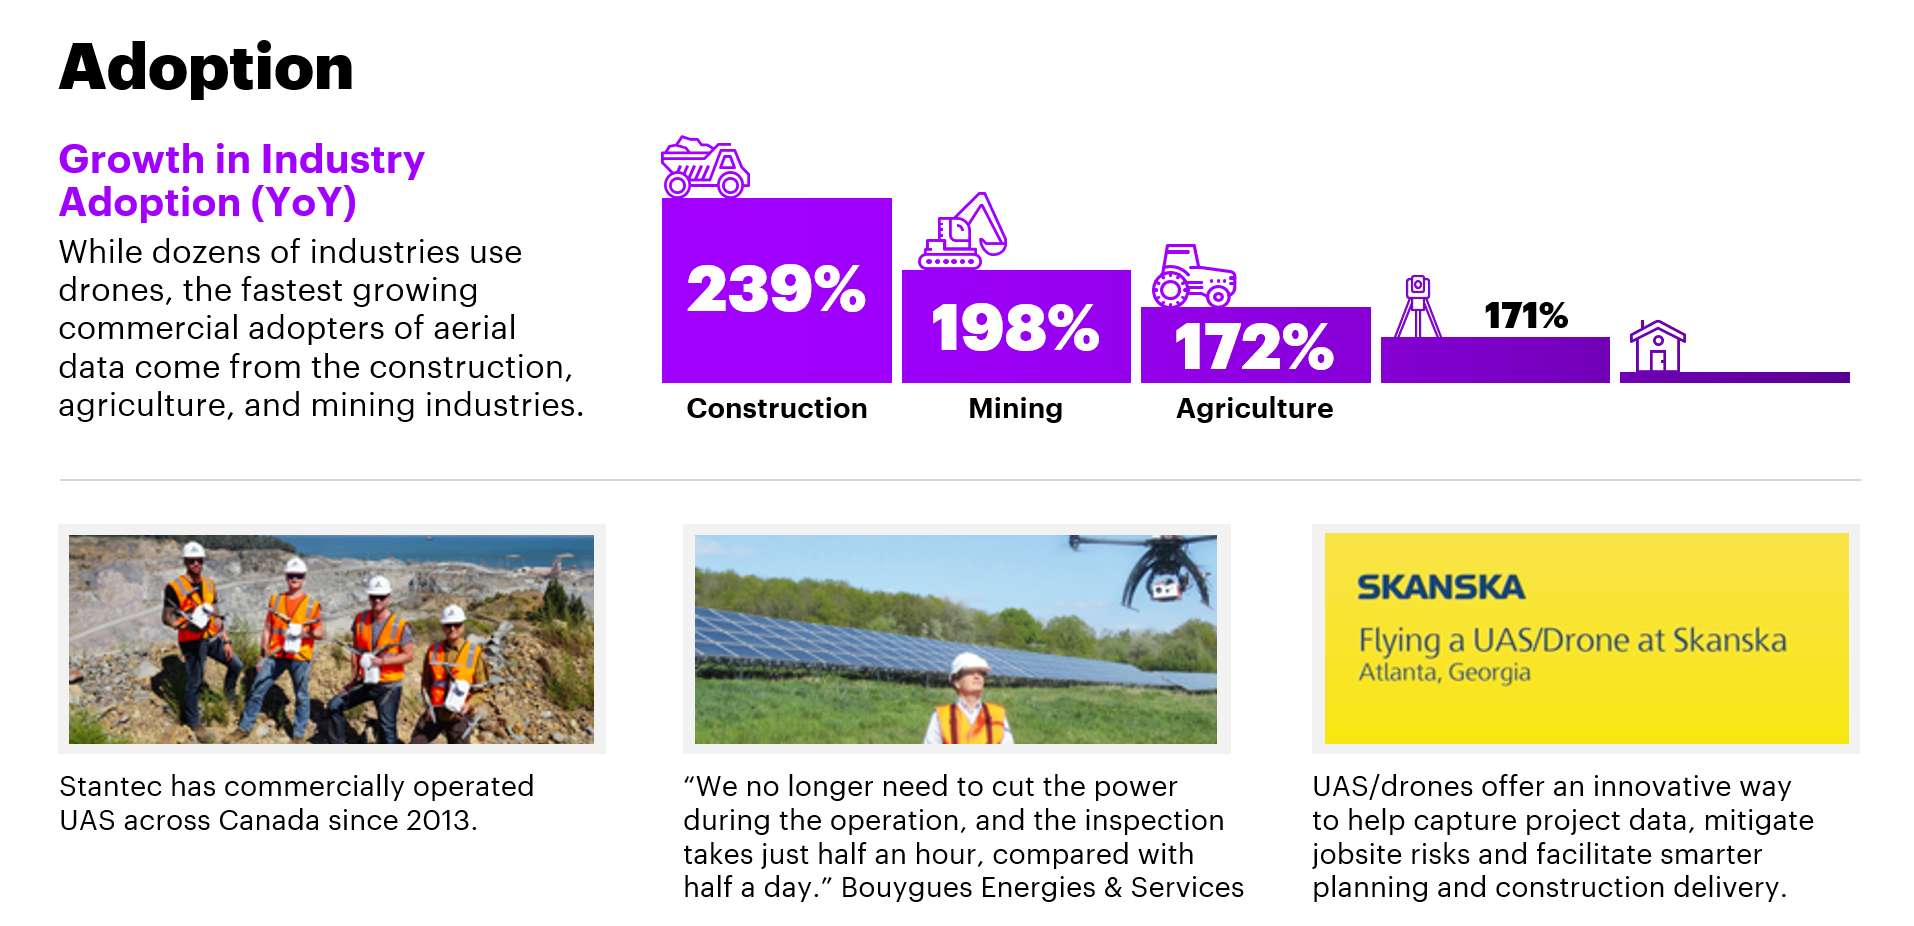 Adoption
Growth in Industry
Adoption (YoY)
While dozens of industries use
drones, the fastest growing
commercial adopters of aerial
data come from the construction,
agriculture, and mining industries.
239%
198%
172%
171%
Construction
Mining
Agriculture
SKANSKA
Flying a UAS/Drone at Skanska
Atlanta, Georgia
Stantec has commercially operated
UAS across Canada since 2013.
“We no longer need to cut the power
during the operation, and the inspection
takes just half an hour, compared with
half a day.” Bouygues Energies & Services
UAS/drones offer an innovative way
to help capture project data, mitigate
jobsite risks and facilitate smarter
planning and construction delivery.